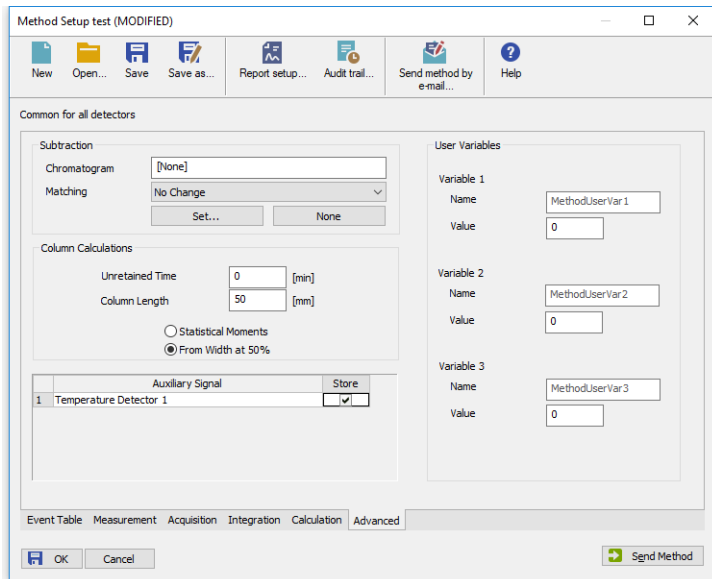 Method Setup test (MODIFIED)
New Open... Save Save as... Report setup... Audit trail... Send method by e-mail... Help
Common for all detectors
Subtraction
Chromatogram [None]
Matching No Change
Set... None
Column Calculations
Unretained Time 0 [min]
Column Length 50 [mm]
Statistical Moments
From Width at 50%
Auxiliary Signal Store
1 Temperature Detector 1
User Variables
Variable 1
Name MethodUserVar1
Value 0
Variable 2
Name MethodUserVar2
Value 0
Variable 3
Name MethodUserVar3
Value 0
Event Table Measurement Acquisition Integration Calculation Advanced
OK Cancel Send Method